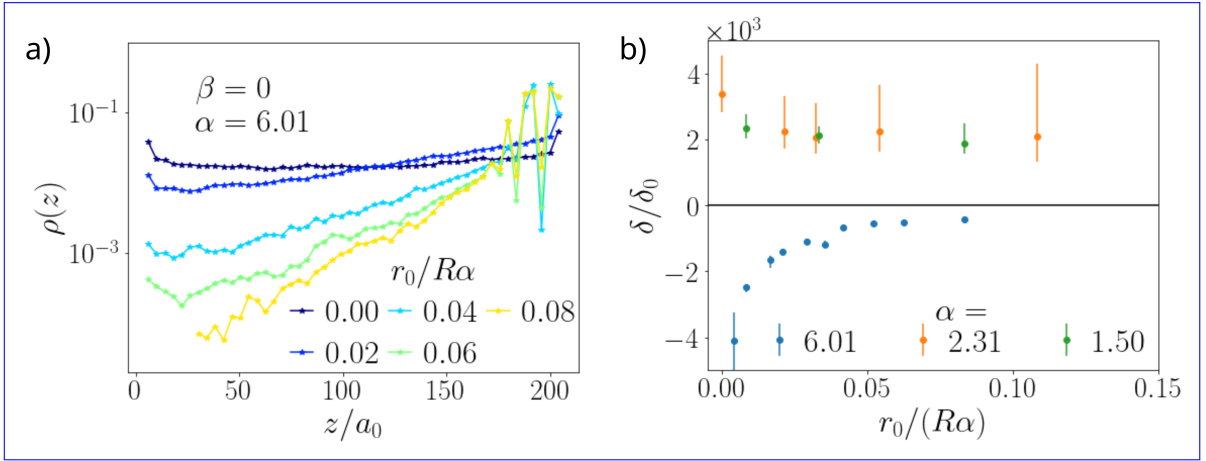 a)
β = 0
α = 6.01
10⁻¹
10⁻³
ρ(z)
r₀/Rα
0.00 0.04 0.08
0.02 0.06
0 50 100 150 200
z/a₀
b)
×10³
4
2
0
−2
−4
δ/δ₀
α =
6.01 2.31 1.50
0.00 0.05 0.10 0.15
r₀/(Rα)